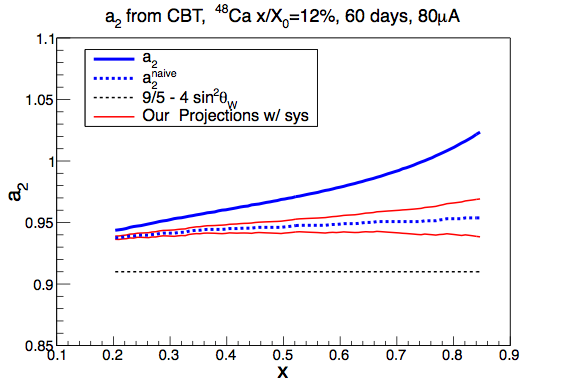 a₂ from CBT, ⁴⁸Ca x/X₀=12%, 60 days, 80μA
1.1
a₂
a₂ⁿᵃⁱᵛᵉ
9/5 - 4 sin²θ_W
Our Projections w/ sys
1.05
1
a₂
0.95
0.9
0.85
0.1 0.2 0.3 0.4 0.5 0.6 0.7 0.8 0.9
x